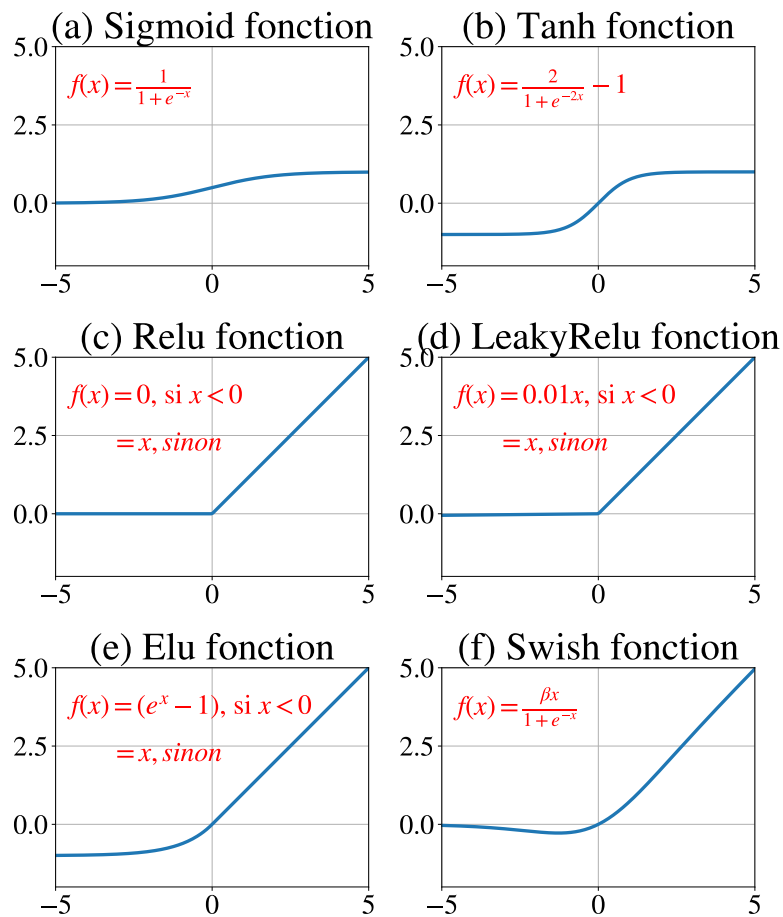 (a) Sigmoid fonction
5.0
f(x) = 1/(1+e^{-x})
2.5
0.0
−5 0 5
(b) Tanh fonction
5.0
f(x) = 2/(1+e^{-2x}) − 1
2.5
0.0
−5 0 5
(c) Relu fonction
5.0
f(x) = 0, si x < 0
2.5
= x, sinon
0.0
−5 0 5
(d) LeakyRelu fonction
5.0
f(x) = 0.01x, si x < 0
2.5
= x, sinon
0.0
−5 0 5
(e) Elu fonction
5.0
f(x) = (e^x − 1), si x < 0
2.5
= x, sinon
0.0
−5 0 5
(f) Swish fonction
5.0
f(x) = βx/(1+e^{-x})
2.5
0.0
−5 0 5